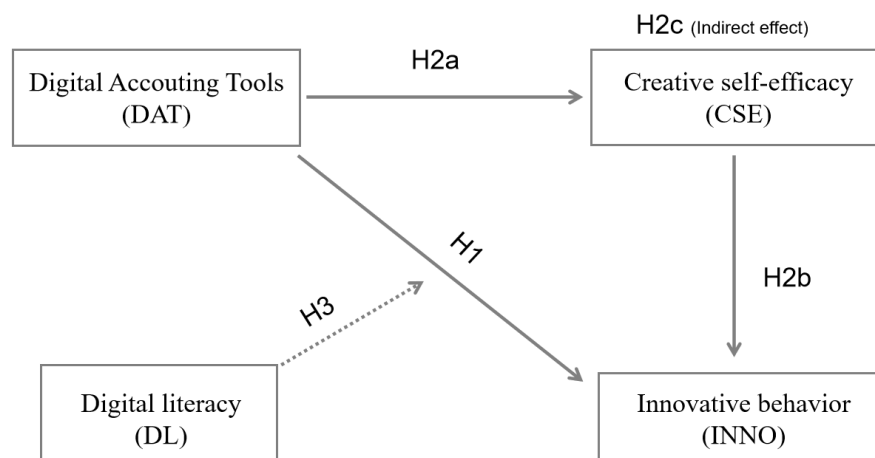 H2c (Indirect effect)
H2a
Digital Accouting Tools
(DAT)
Creative self-efficacy
(CSE)
H1
H2b
H3
Digital literacy
(DL)
Innovative behavior
(INNO)